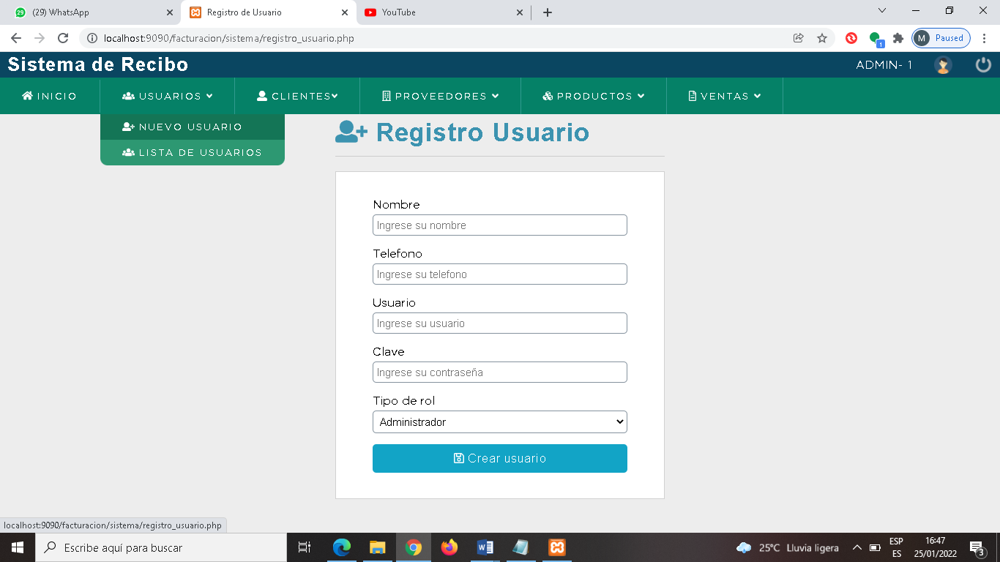 29 (29) WhatsApp Registro de Usuario YouTube
localhost:9090/facturacion/sistema/registro_usuario.php 1 M Paused
Sistema de Recibo ADMIN- 1
INICIO USUARIOS CLIENTES PROVEEDORES PRODUCTOS VENTAS
NUEVO USUARIO
LISTA DE USUARIOS
Registro Usuario
Nombre
Ingrese su nombre
Telefono
Ingrese su telefono
Usuario
Ingrese su usuario
Clave
Ingrese su contraseña
Tipo de rol
Administrador
Crear usuario
localhost:9090/facturacion/sistema/registro_usuario.php
Escribe aquí para buscar
25°C Lluvia ligera
ESP
ES
16:47
25/01/2022
3